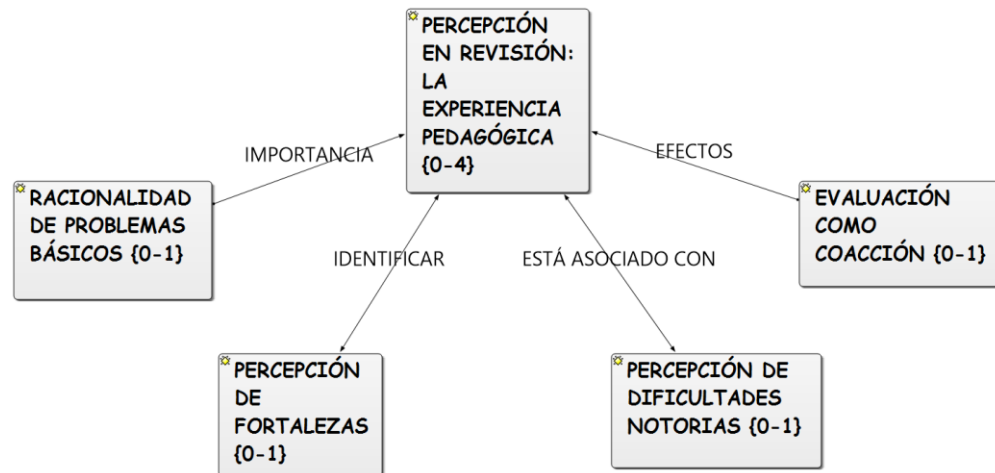 PERCEPCIÓN
EN REVISIÓN:
LA
EXPERIENCIA
PEDAGÓGICA
{0-4}
IMPORTANCIA
EFECTOS
RACIONALIDAD
DE PROBLEMAS
BÁSICOS {0-1}
EVALUACIÓN
COMO
COACCIÓN {0-1}
IDENTIFICAR
ESTÁ ASOCIADO CON
PERCEPCIÓN
DE
FORTALEZAS
{0-1}
PERCEPCIÓN DE
DIFICULTADES
NOTORIAS {0-1}